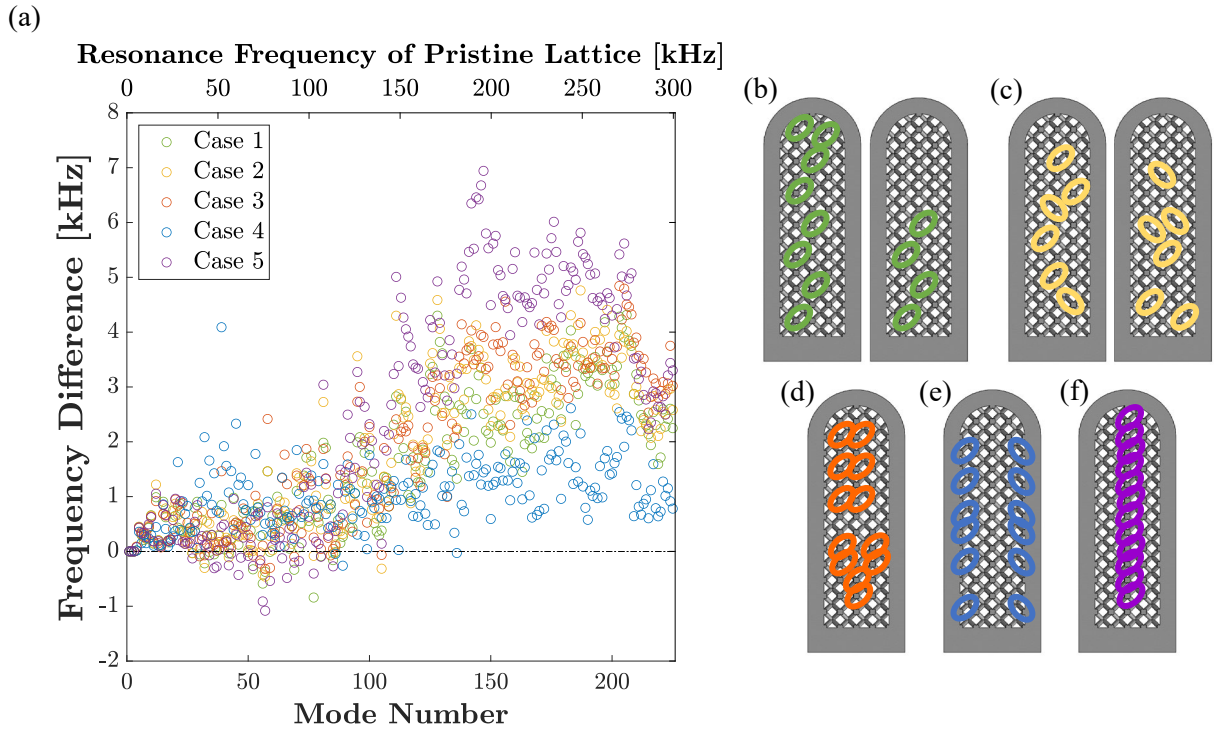 (a)
Resonance Frequency of Pristine Lattice [kHz]
0 50 100 150 200 250 300
8
7
6
5
4
3
2
1
0
-1
-2
Frequency Difference [kHz]
Case 1
Case 2
Case 3
Case 4
Case 5
0 50 100 150 200
Mode Number
(b)
(c)
(d)
(e)
(f)